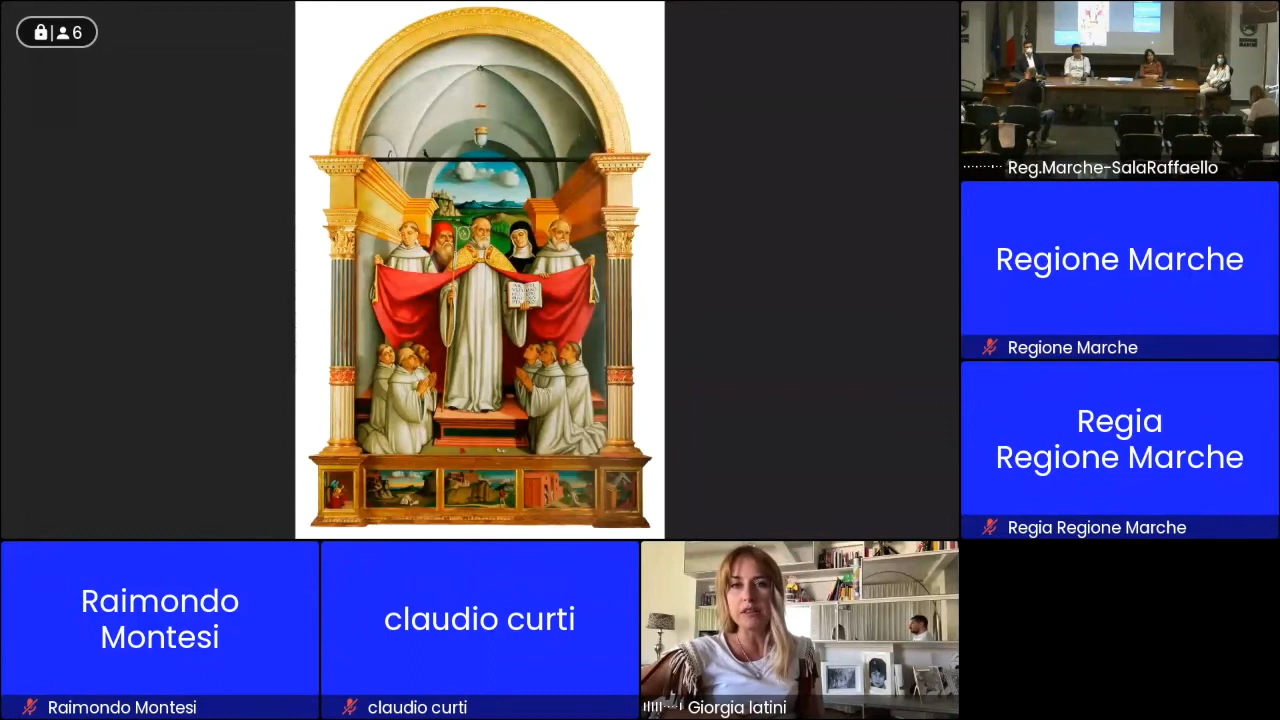 6
Reg.Marche-SalaRaffaello
Regione Marche
Regione Marche
Regia
Regione Marche
Regia Regione Marche
Raimondo
Montesi
Raimondo Montesi
claudio curti
claudio curti
Giorgia latini